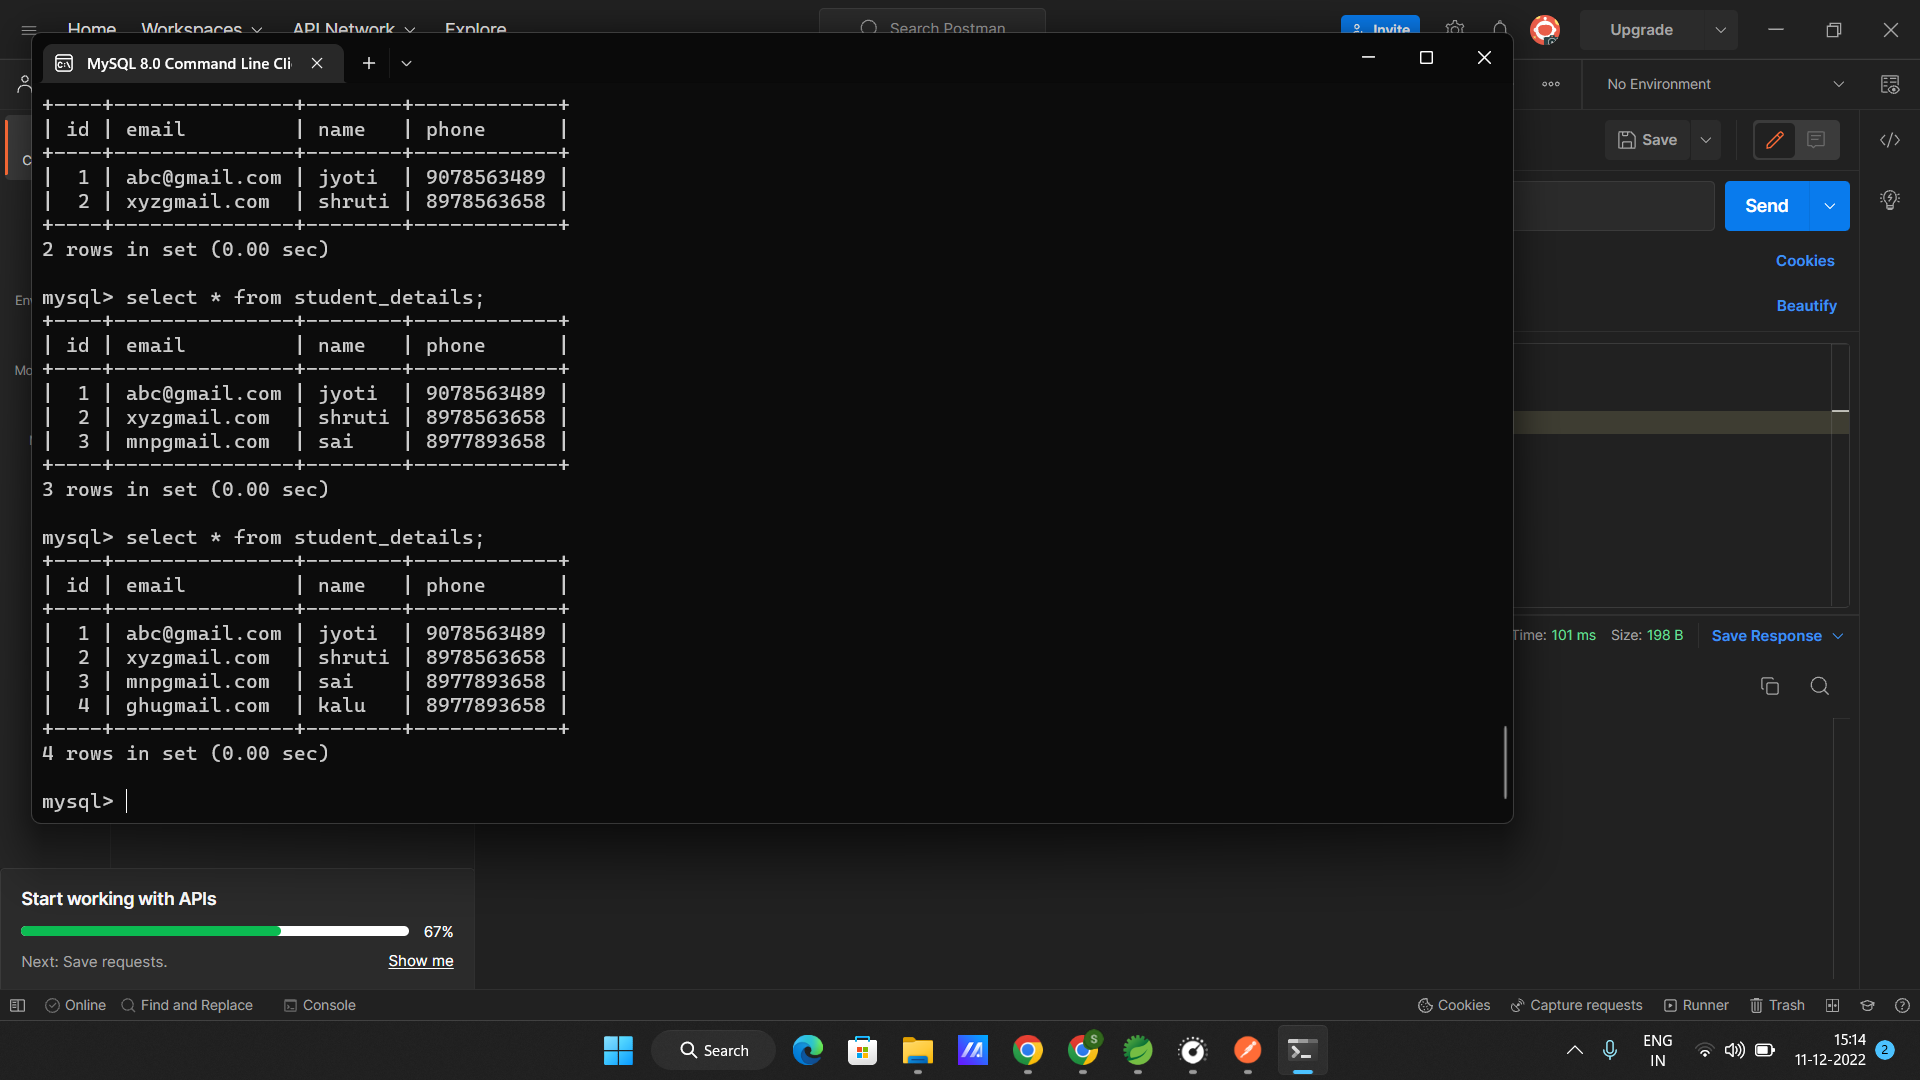 Home Workspaces API Network Explore Search Postman Invite Upgrade
MySQL 8.0 Command Line Cli
No Environment
Save
Send
Cookies
Beautify
+----+---------------+--------+------------+
| id | email         | name   | phone      |
+----+---------------+--------+------------+
|  1 | abc@gmail.com | jyoti  | 9078563489 |
|  2 | xyzgmail.com  | shruti | 8978563658 |
+----+---------------+--------+------------+
2 rows in set (0.00 sec)
mysql> select * from student_details;
+----+---------------+--------+------------+
| id | email         | name   | phone      |
+----+---------------+--------+------------+
|  1 | abc@gmail.com | jyoti  | 9078563489 |
|  2 | xyzgmail.com  | shruti | 8978563658 |
|  3 | mnpgmail.com  | sai    | 8977893658 |
+----+---------------+--------+------------+
3 rows in set (0.00 sec)
mysql> select * from student_details;
+----+---------------+--------+------------+
| id | email         | name   | phone      |
+----+---------------+--------+------------+
|  1 | abc@gmail.com | jyoti  | 9078563489 |
|  2 | xyzgmail.com  | shruti | 8978563658 |
|  3 | mnpgmail.com  | sai    | 8977893658 |
|  4 | ghugmail.com  | kalu   | 8977893658 |
+----+---------------+--------+------------+
4 rows in set (0.00 sec)
mysql>
Time: 101 ms Size: 198 B Save Response
Start working with APIs
67%
Next: Save requests. Show me
Online Find and Replace Console Cookies Capture requests Runner Trash
Search
S
ENG
IN
15:14
11-12-2022
2